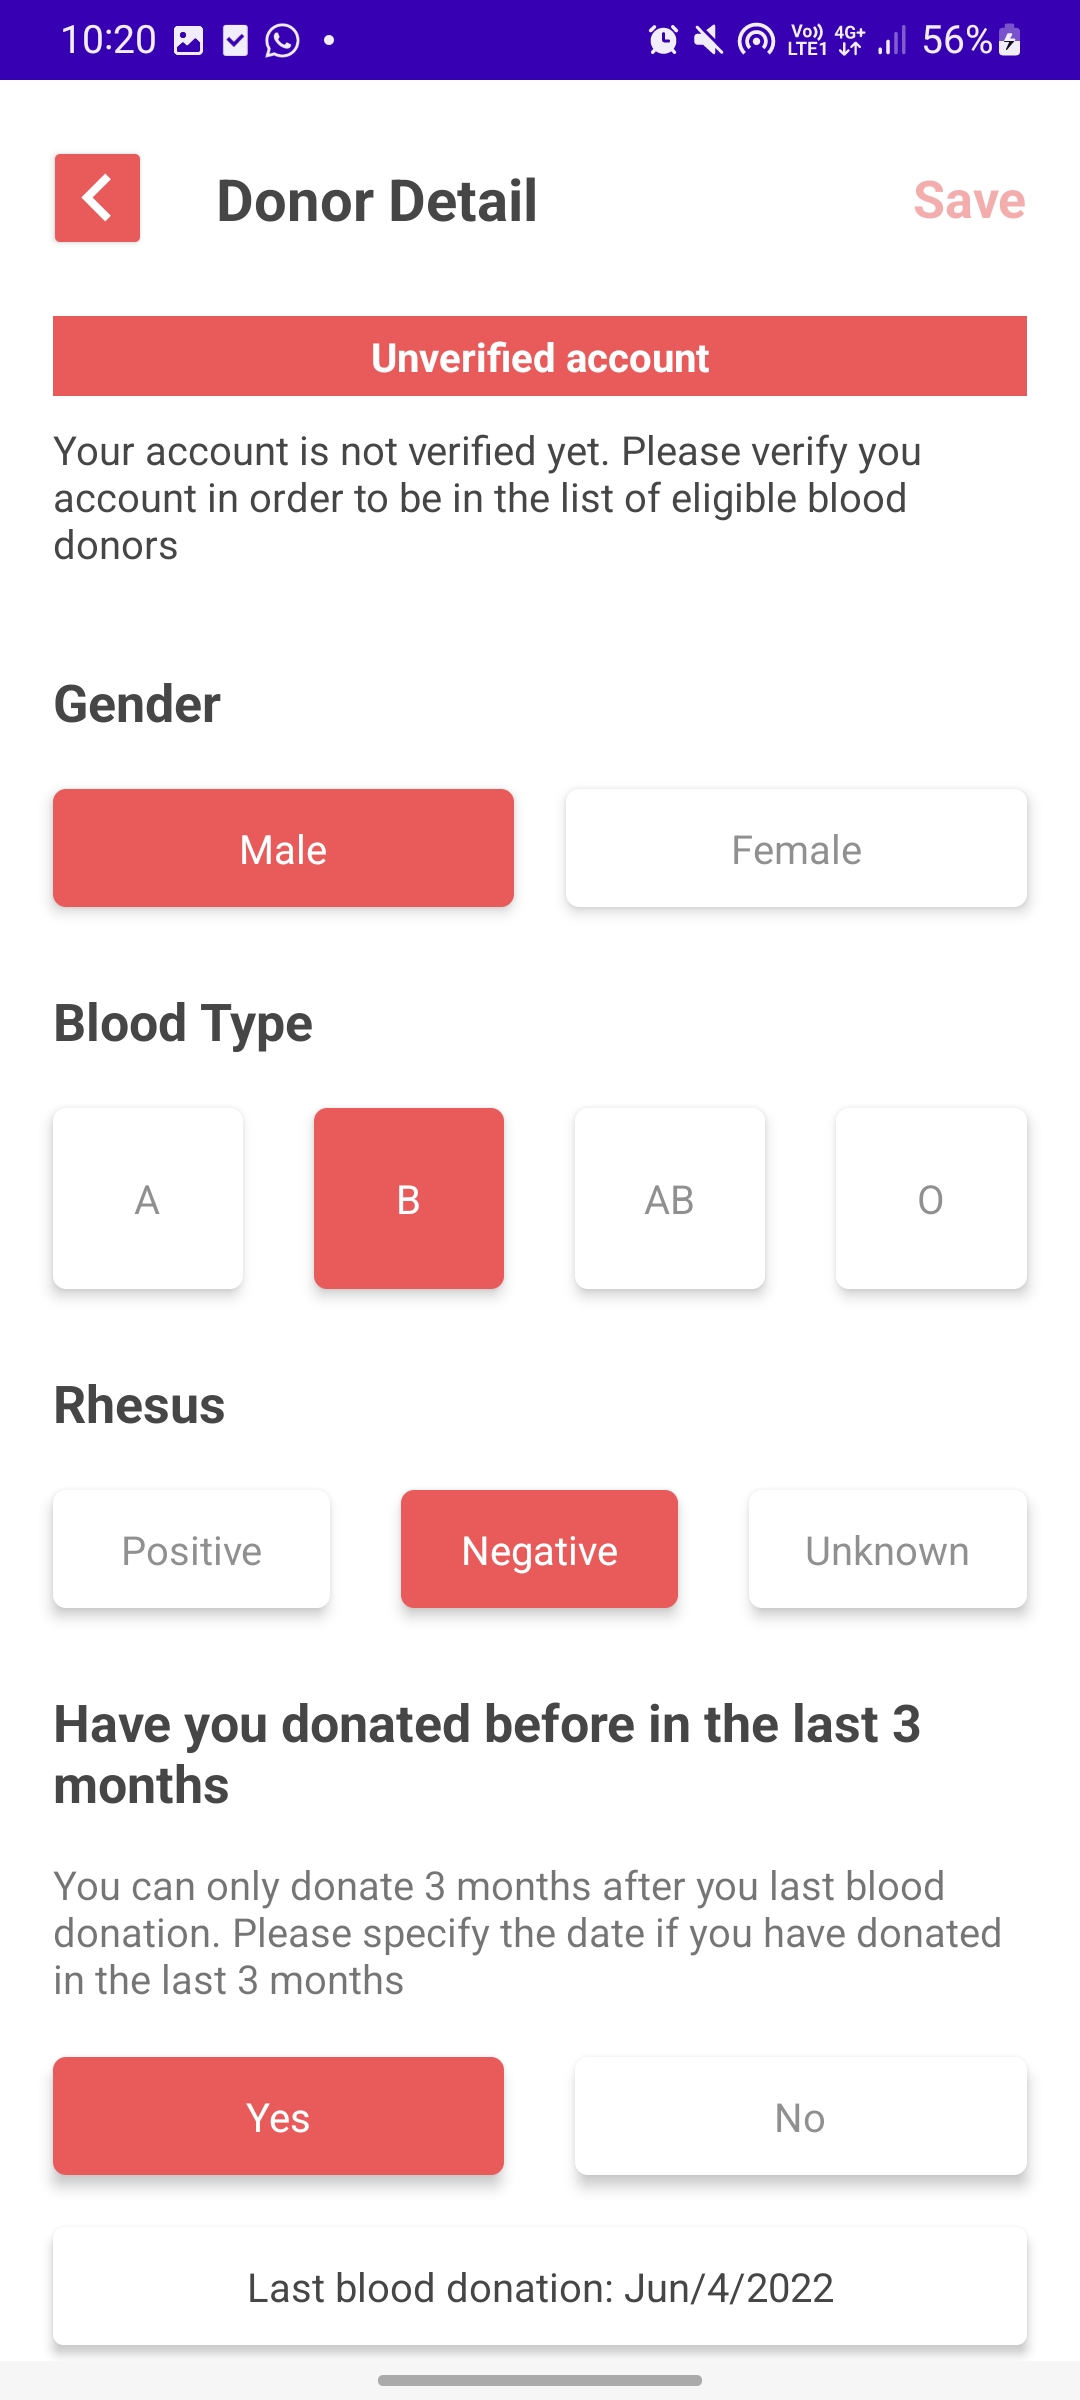 10:20 Vo)) LTE1 4G+ 56%
Donor Detail Save
Unverified account
Your account is not verified yet. Please verify you
account in order to be in the list of eligible blood
donors
Gender
Male Female
Blood Type
A B AB O
Rhesus
Positive Negative Unknown
Have you donated before in the last 3
months
You can only donate 3 months after you last blood
donation. Please specify the date if you have donated
in the last 3 months
Yes No
Last blood donation: Jun/4/2022